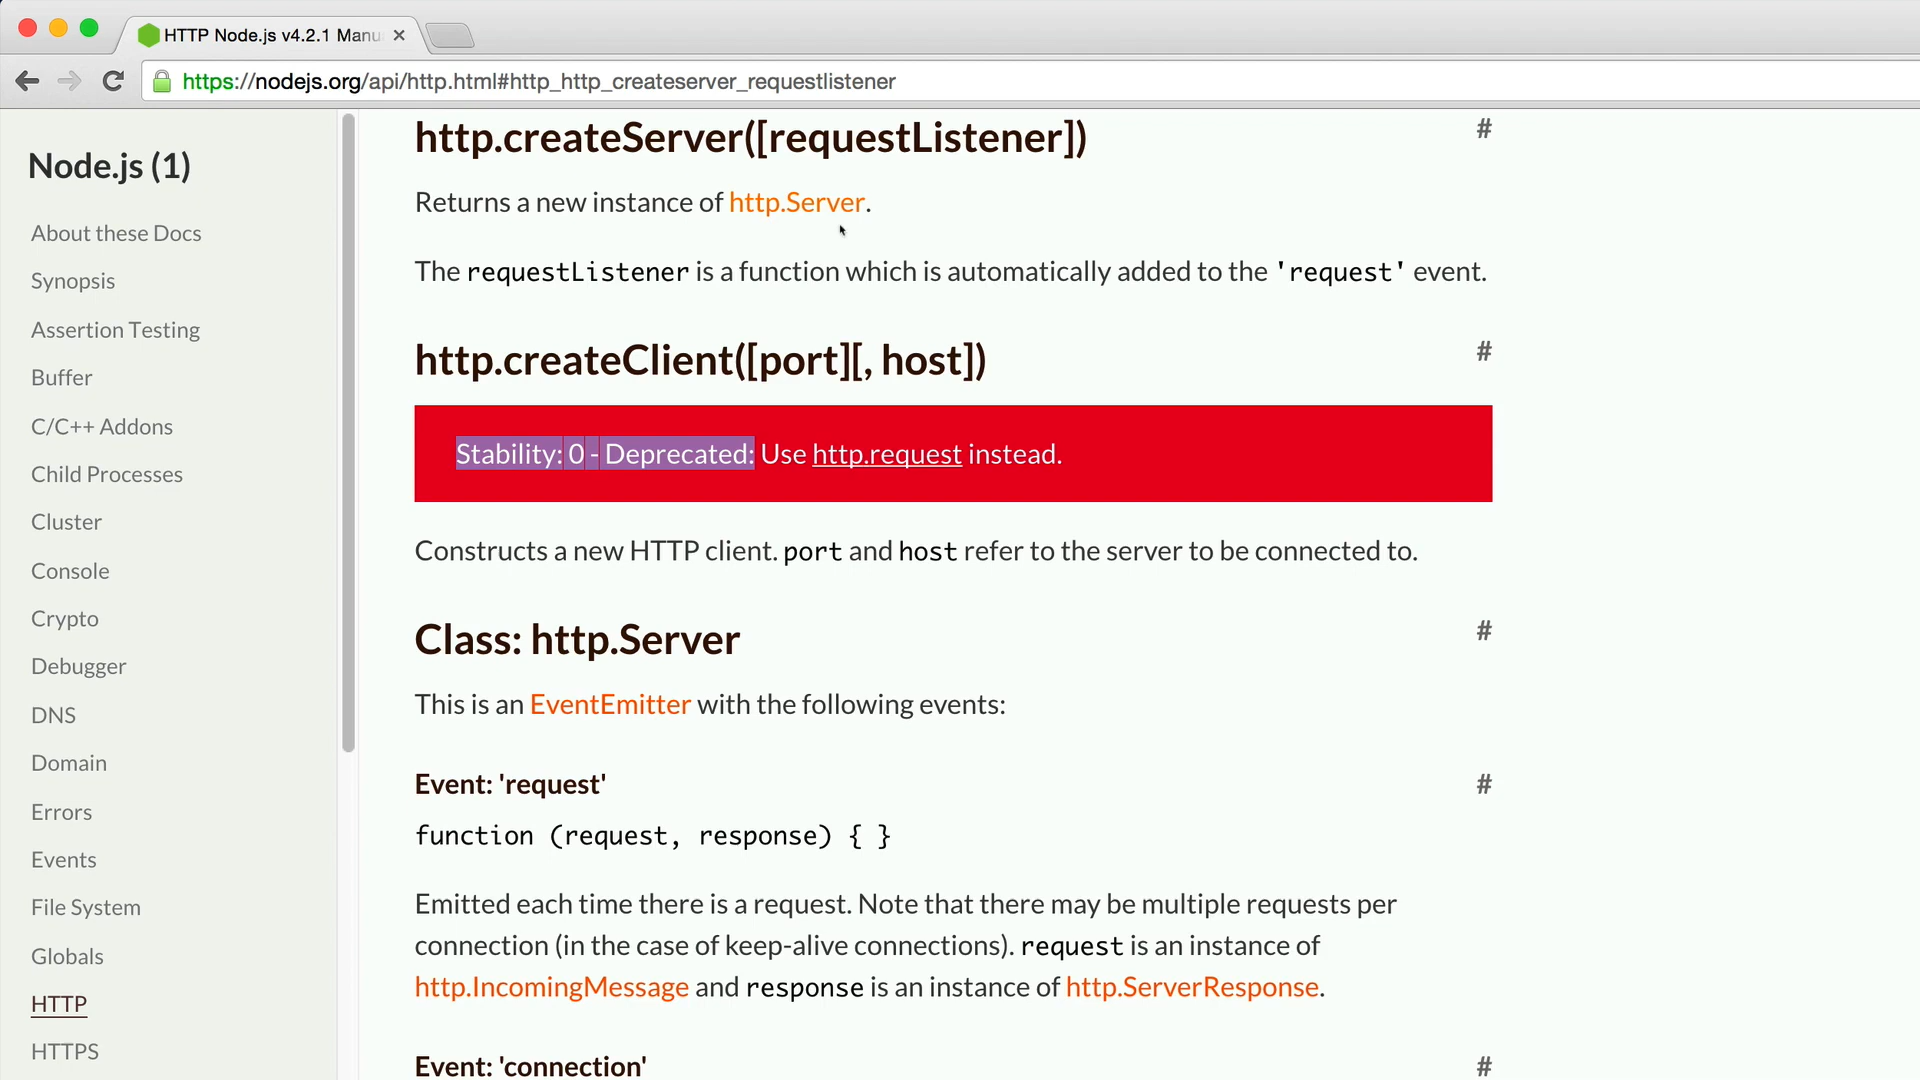 HTTP Node.js v4.2.1 Manu
https://nodejs.org/api/http.html#http_http_createserver_requestlistener
Node.js (1)
About these Docs
Synopsis
Assertion Testing
Buffer
C/C++ Addons
Child Processes
Cluster
Console
Crypto
Debugger
DNS
Domain
Errors
Events
File System
Globals
HTTP
HTTPS
http.createServer([requestListener]) #
Returns a new instance of http.Server.
The requestListener is a function which is automatically added to the 'request' event.
http.createClient([port][, host]) #
Stability: 0 - Deprecated: Use http.request instead.
Constructs a new HTTP client. port and host refer to the server to be connected to.
Class: http.Server #
This is an EventEmitter with the following events:
Event: 'request' #
function (request, response) { }
Emitted each time there is a request. Note that there may be multiple requests per
connection (in the case of keep-alive connections). request is an instance of
http.IncomingMessage and response is an instance of http.ServerResponse.
Event: 'connection' #